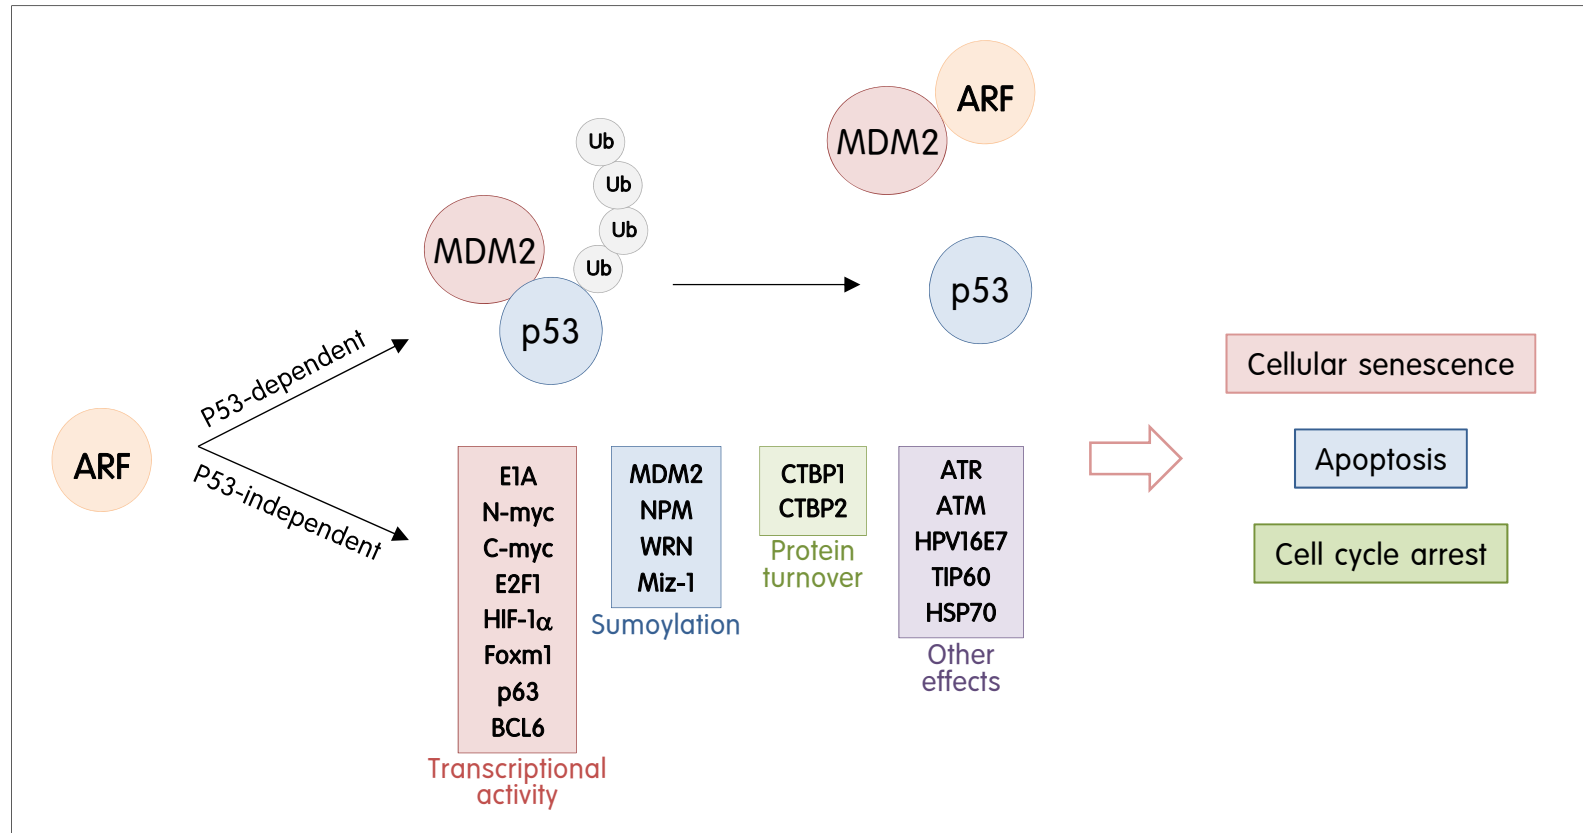 ARF
P53-dependent
P53-independent
MDM2
p53
Ub
Ub
Ub
Ub
MDM2
ARF
p53
E1A
N-myc
C-myc
E2F1
HIF-1α
Foxm1
p63
BCL6
Transcriptional
activity
MDM2
NPM
WRN
Miz-1
Sumoylation
CTBP1
CTBP2
Protein
turnover
ATR
ATM
HPV16E7
TIP60
HSP70
Other
effects
Cellular senescence
Apoptosis
Cell cycle arrest